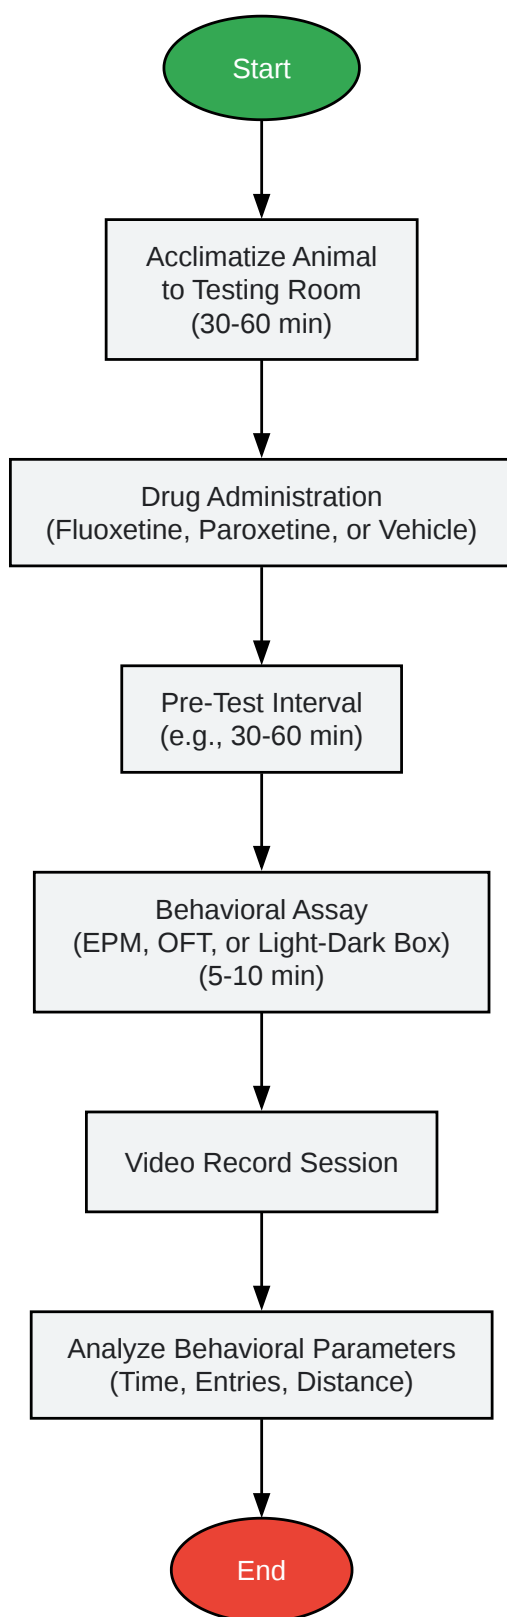 Start
Acclimatize Animal
to Testing Room
(30-60 min)
Drug Administration
(Fluoxetine, Paroxetine, or Vehicle)
Pre-Test Interval
(e.g., 30-60 min)
Behavioral Assay
(EPM, OFT, or Light-Dark Box)
(5-10 min)
Video Record Session
Analyze Behavioral Parameters
(Time, Entries, Distance)
End